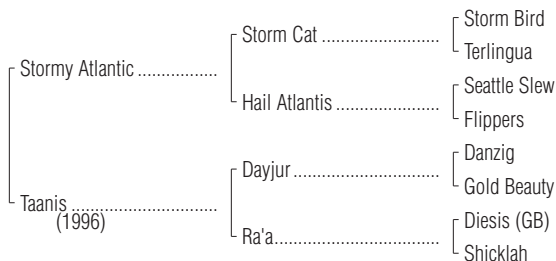 Storm Bird
Storm Cat ........................
Terlingua
Stormy Atlantic .................
Seattle Slew
Hail Atlantis .....................
Flippers
Danzig
Dayjur .............................
Gold Beauty
Taanis ..............................
(1996)
Diesis (GB)
Ra'a..................................
Shicklah